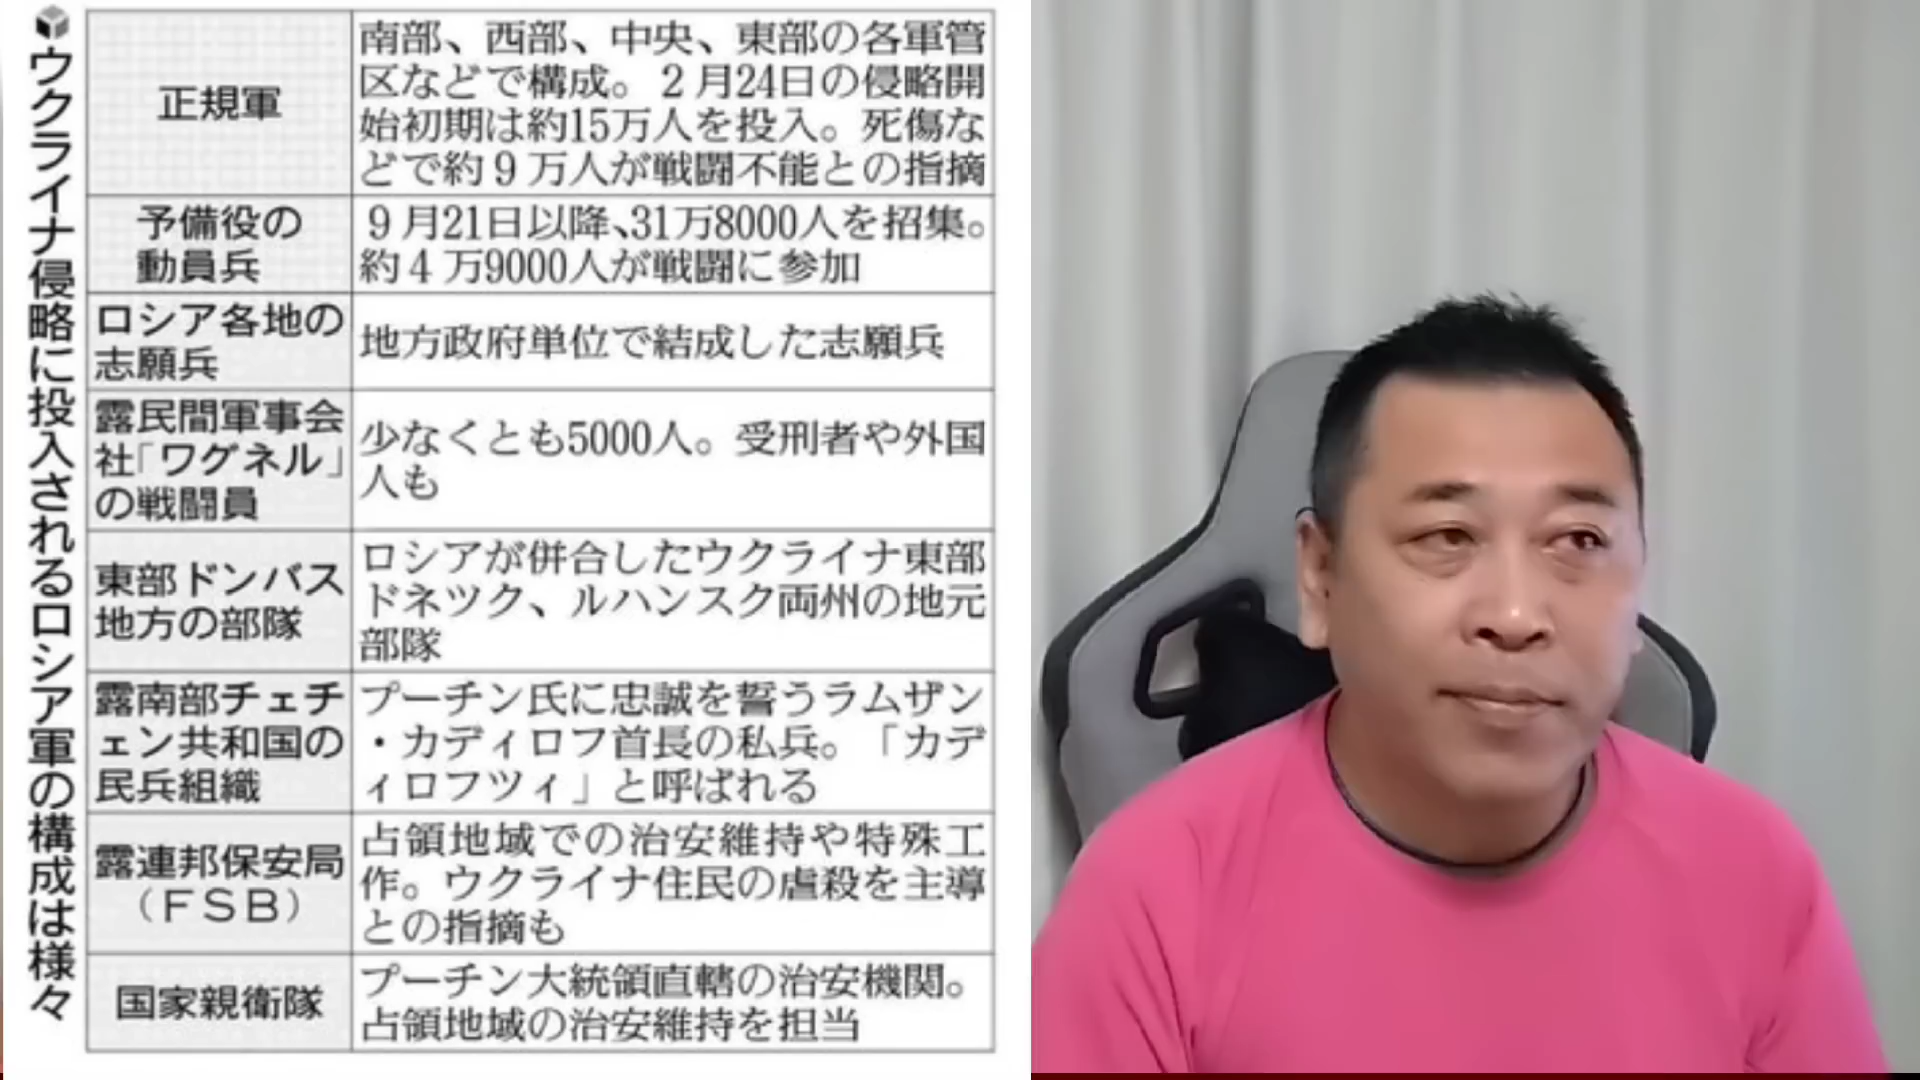 ウクライナ侵略に投入されるロシア軍の構成は様々
正規軍
南部、西部、中央、東部の各軍管
区などで構成。2月24日の侵略開
始初期は約15万人を投入。死傷な
どで約9万人が戦闘不能との指摘
予備役の
動員兵
9月21日以降、31万8000人を招集。
約4万9000人が戦闘に参加
ロシア各地の
志願兵
地方政府単位で結成した志願兵
露民間軍事会
社「ワグネル」
の戦闘員
少なくとも5000人。受刑者や外国
人も
東部ドンバス
地方の部隊
ロシアが併合したウクライナ東部
ドネツク、ルハンスク両州の地元
部隊
露南部チェチ
ェン共和国の
民兵組織
プーチン氏に忠誠を誓うラムザン
・カディロフ首長の私兵。「カデ
ィロフツィ」と呼ばれる
露連邦保安局
(FSB)
占領地域での治安維持や特殊工
作。ウクライナ住民の虐殺を主導
との指摘も
国家親衛隊
プーチン大統領直轄の治安機関。
占領地域の治安維持を担当